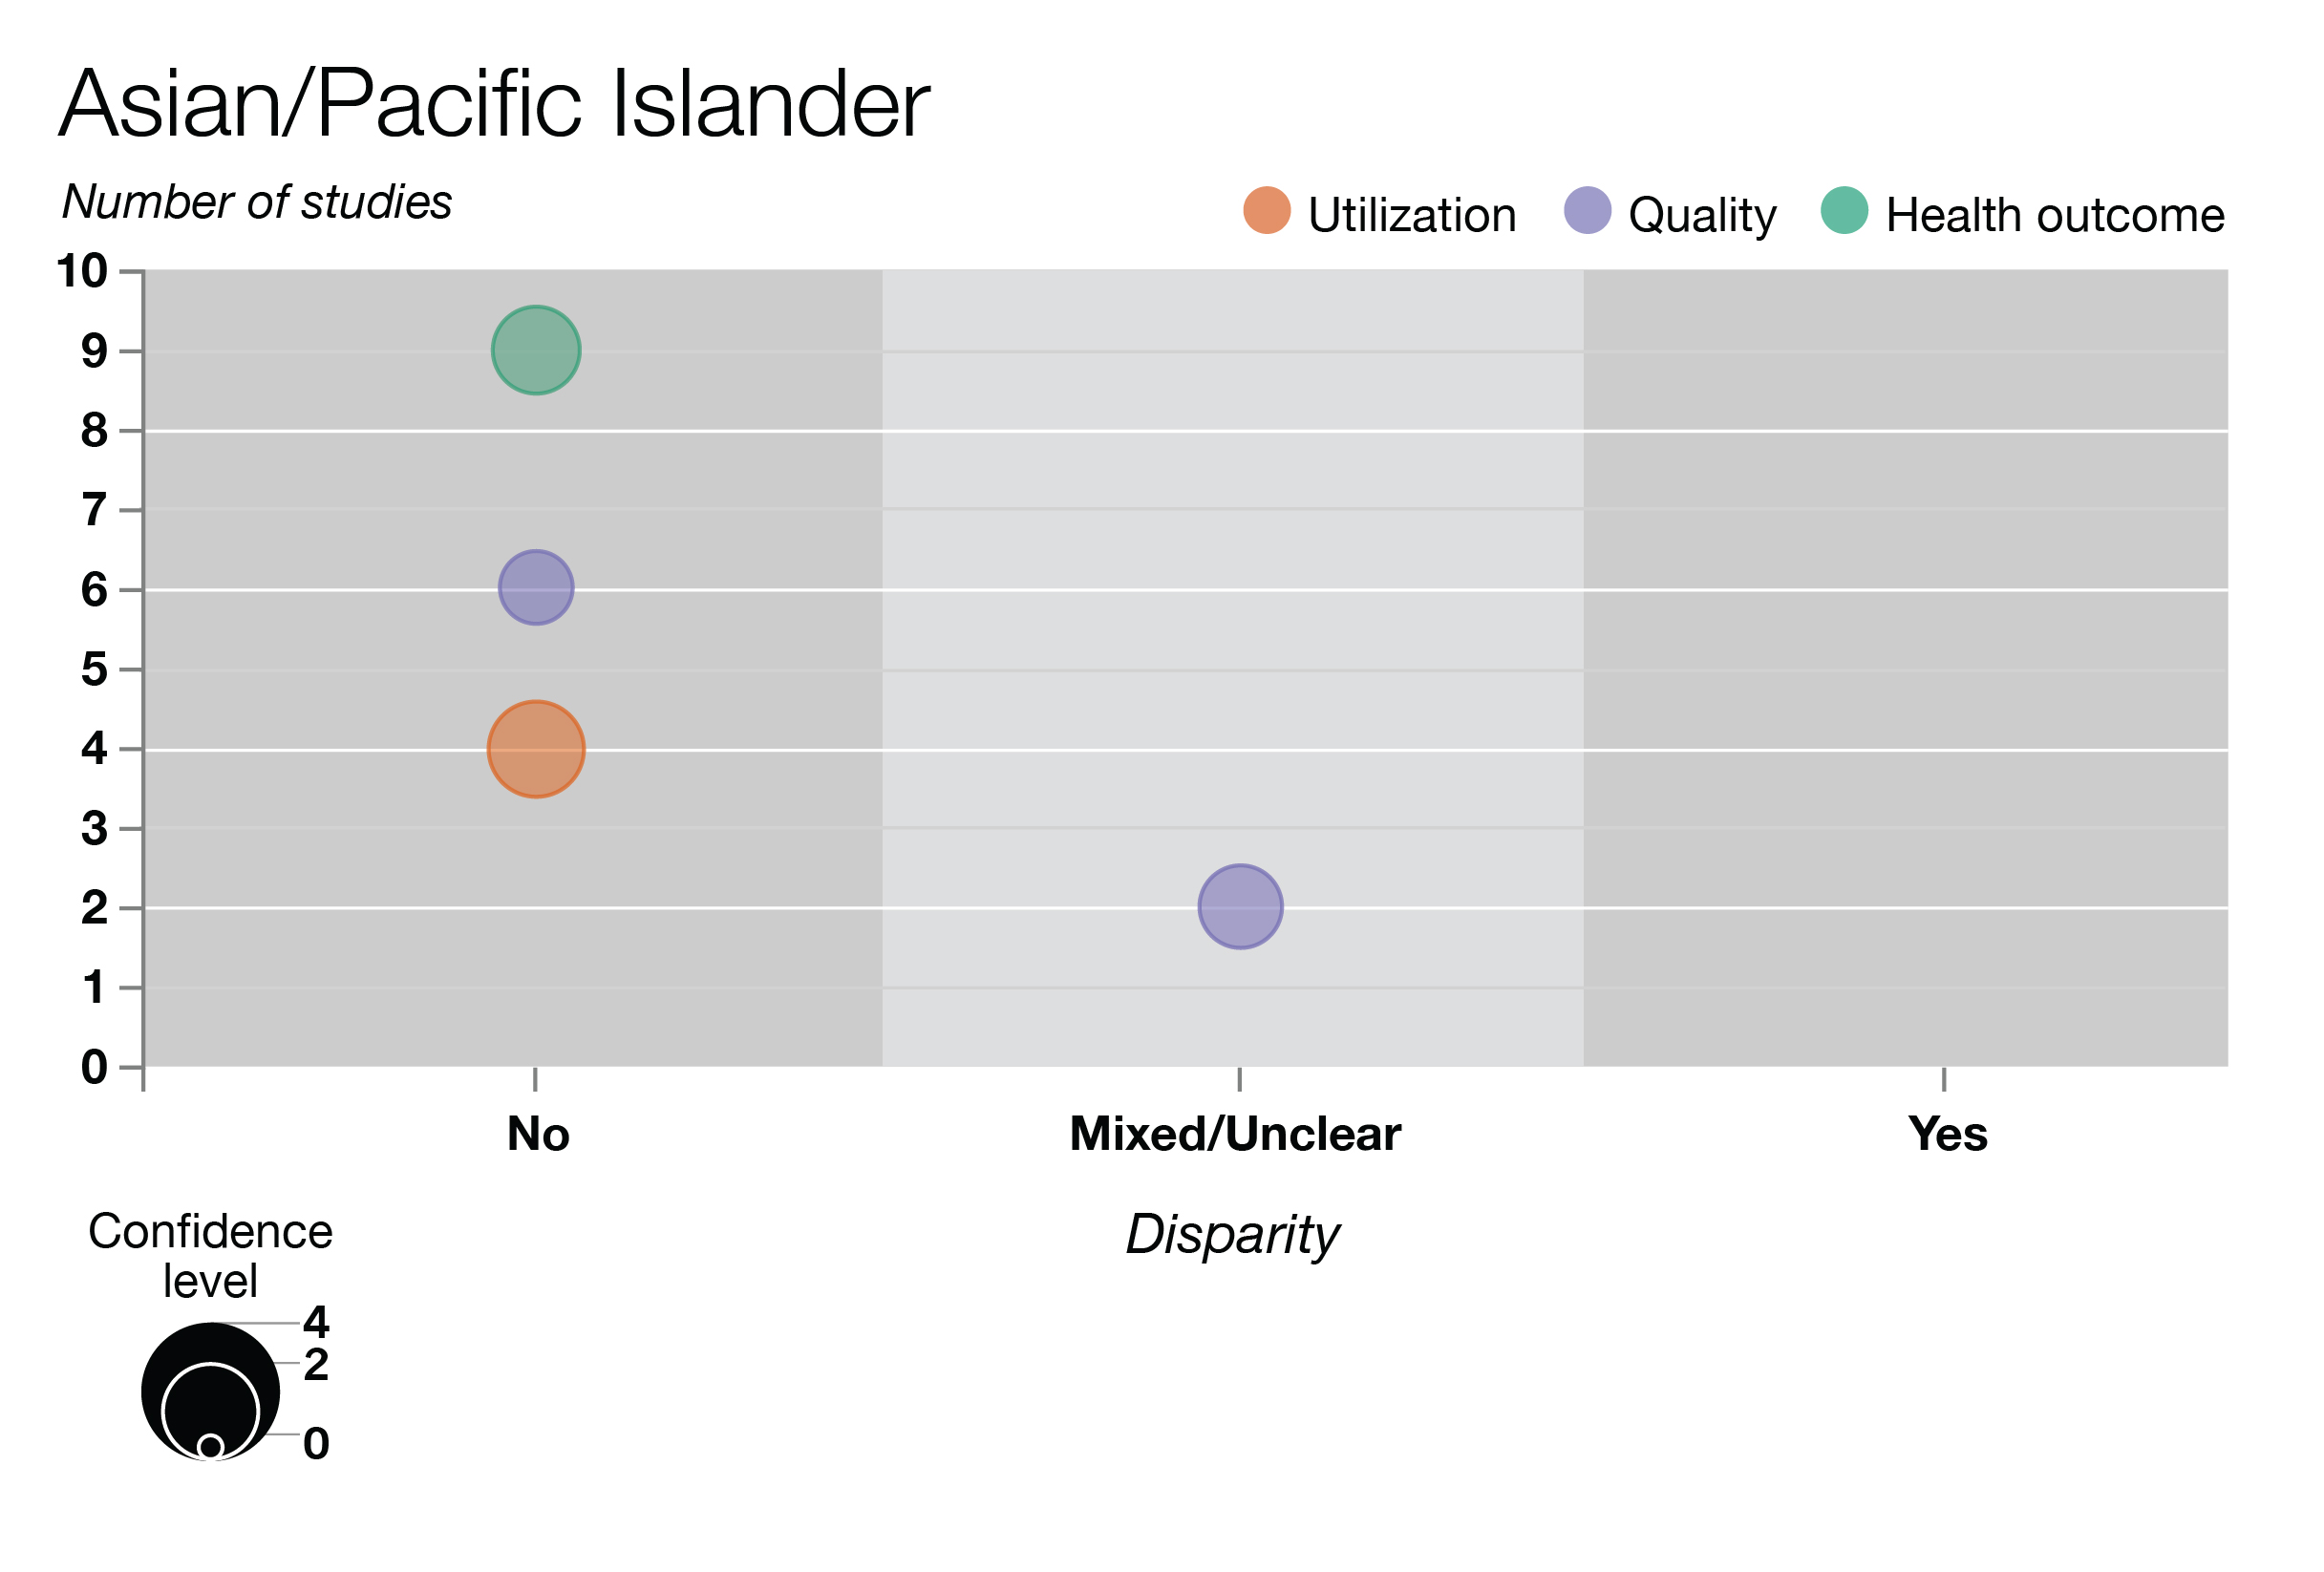 Asian/Pacific Islander
Number of studies
Utilization Quality Health outcome
10
9
8
7
6
5
4
3
2
1
0
No Mixed/Unclear Yes
Disparity
Confidence
level
4
2
0